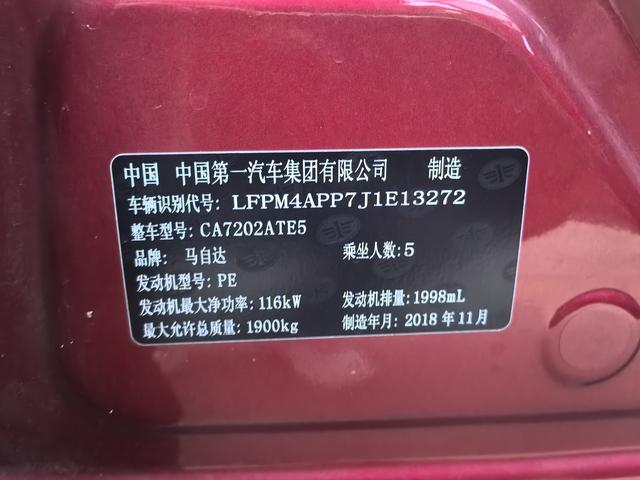 中国 中国第一汽车集团有限公司 制造
车辆识别代号: LFPM4APP7J1E13272
整车型号: CA7202ATE5
品牌: 马自达 乘坐人数: 5
发动机型号: PE
发动机最大净功率: 116kW 发动机排量: 1998mL
最大允许总质量: 1900kg 制造年月: 2018 年 11 月